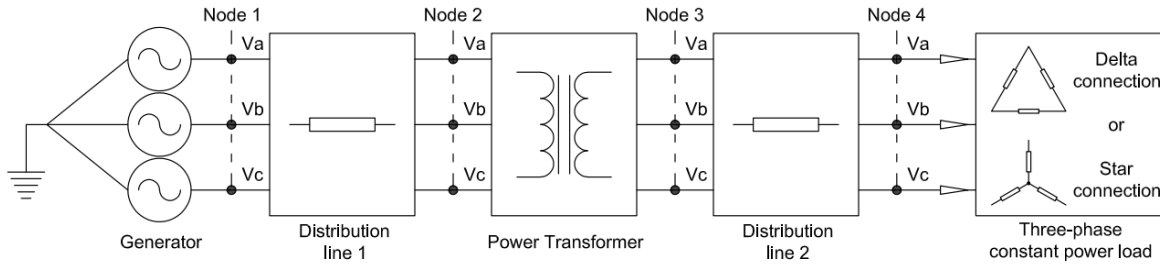 Node 1
Node 2
Node 3
Node 4
Va
Va
Va
Va
Vb
Vb
Vb
Vb
Vc
Vc
Vc
Vc
Delta
connection
or
Star
connection
Generator
Distribution
line 1
Power Transformer
Distribution
line 2
Three-phase
constant power load